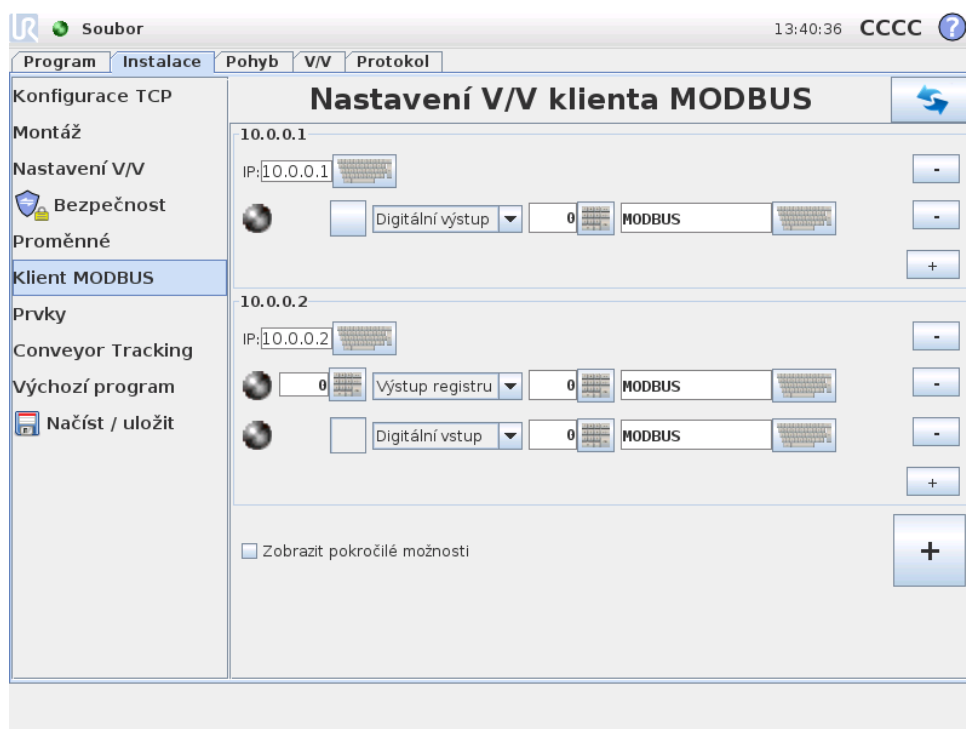 UR Soubor 13:40:36 CCCC ?
Program Instalace Pohyb V/V Protokol
Konfigurace TCP
Montáž
Nastavení V/V
Bezpečnost
Proměnné
Klient MODBUS
Prvky
Conveyor Tracking
Výchozí program
Načíst / uložit
Nastavení V/V klienta MODBUS
10.0.0.1
IP: 10.0.0.1 -
Digitální výstup 0 MODBUS -
+
10.0.0.2
IP: 10.0.0.2 -
0 Výstup registru 0 MODBUS -
Digitální vstup 0 MODBUS -
+
Zobrazit pokročilé možnosti +